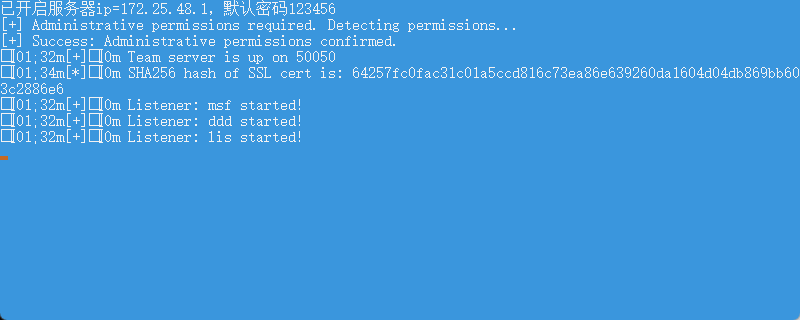 已开启服务器ip=172.25.48.1，默认密码123456
[+] Administrative permissions required. Detecting permissions...
[+] Success: Administrative permissions confirmed.
□[01;32m[+]□[0m Team server is up on 50050
□[01;34m[*]□[0m SHA256 hash of SSL cert is: 64257fc0fac31c01a5ccd816c73ea86e639260da1604d04db869bb60
3c2886e6
□[01;32m[+]□[0m Listener: msf started!
□[01;32m[+]□[0m Listener: ddd started!
□[01;32m[+]□[0m Listener: lis started!